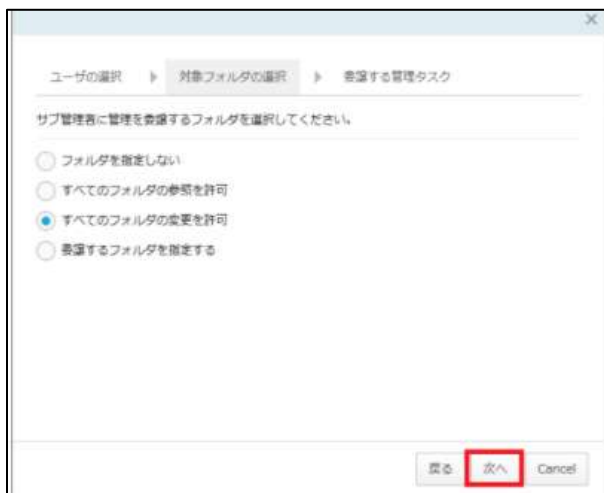 ユーザの選択 対象フォルダの選択 委譲する管理タスク
サブ管理者に管理を委譲するフォルダを選択してください。
フォルダを指定しない
すべてのフォルダの参照を許可
すべてのフォルダの変更を許可
委譲するフォルダを指定する
戻る 次へ Cancel